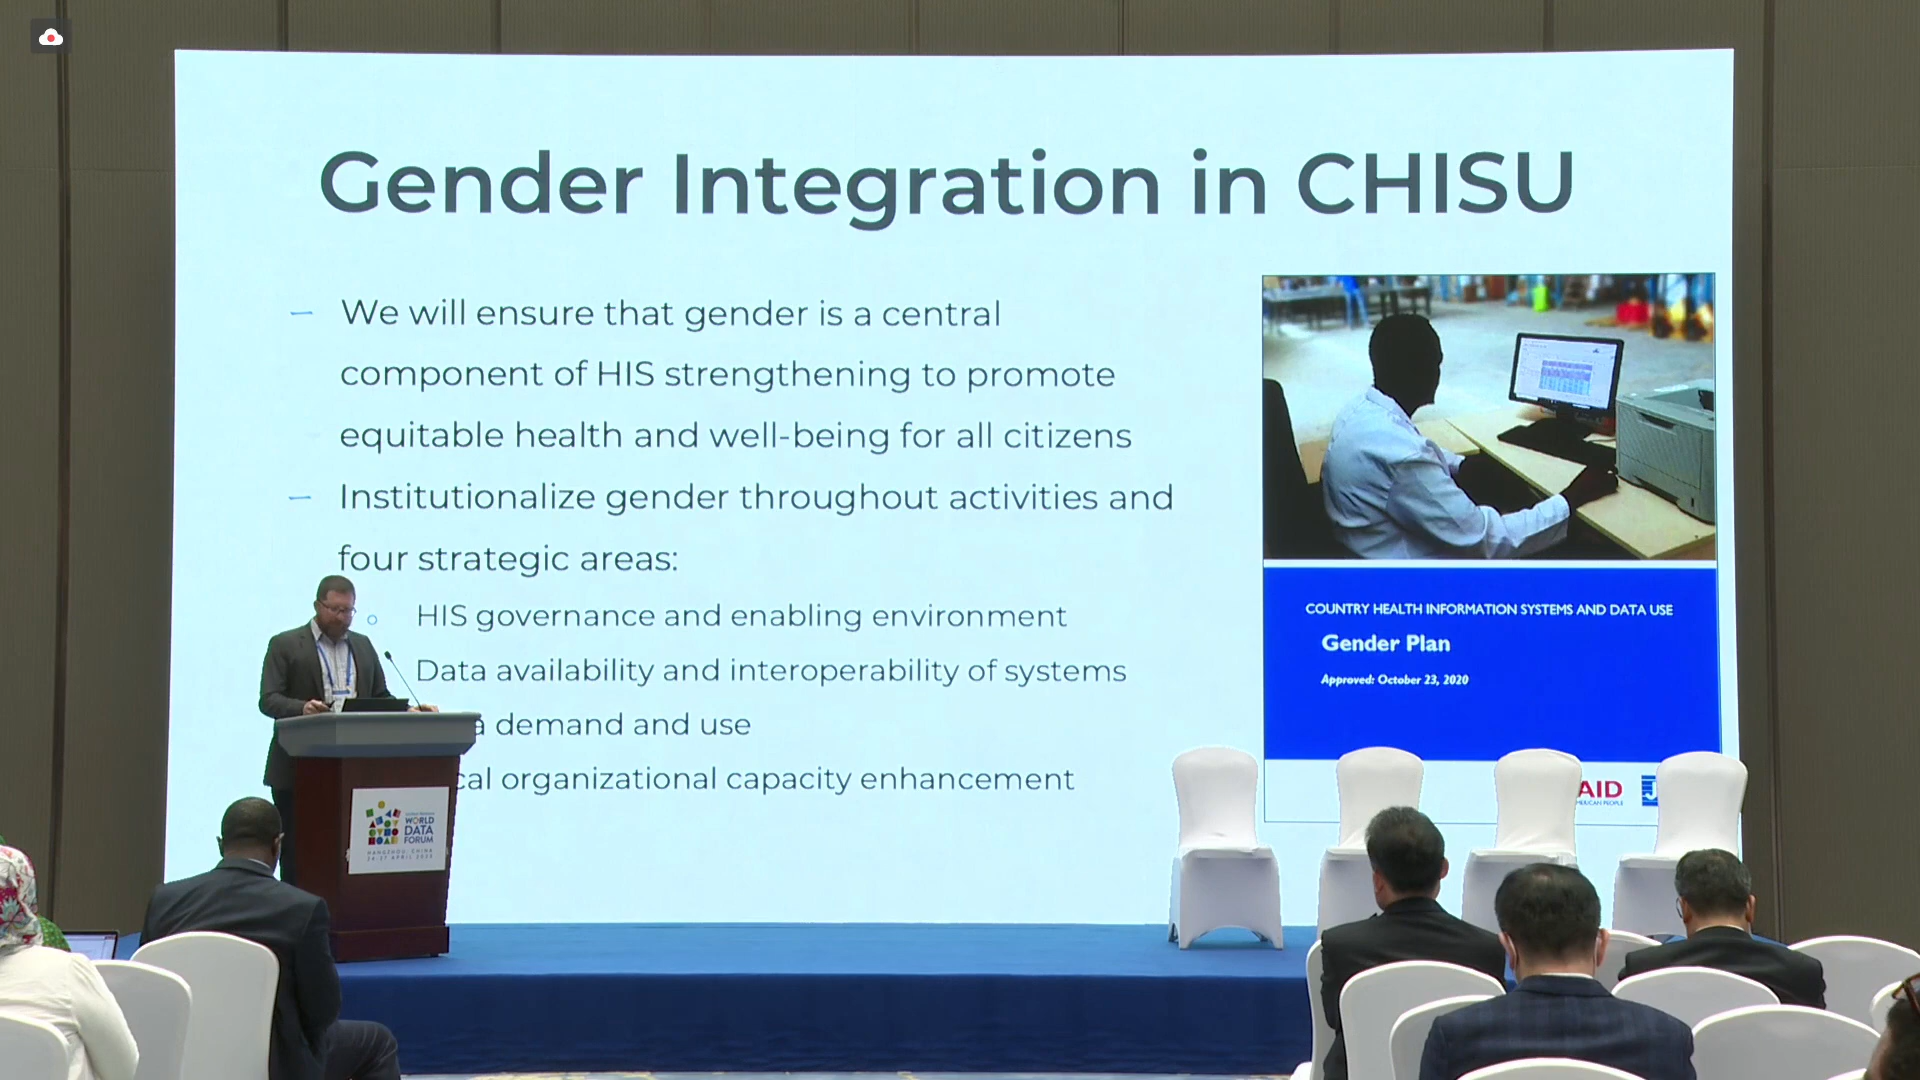 Gender Integration in CHISU
— We will ensure that gender is a central
component of HIS strengthening to promote
equitable health and well-being for all citizens
— Institutionalize gender throughout activities and
four strategic areas:
○ HIS governance and enabling environment
Data availability and interoperability of systems
a demand and use
cal organizational capacity enhancement
COUNTRY HEALTH INFORMATION SYSTEMS AND DATA USE
Gender Plan
Approved: October 23, 2020
AID
WORLD
DATA
FORUM
HANGZHOU, CHINA